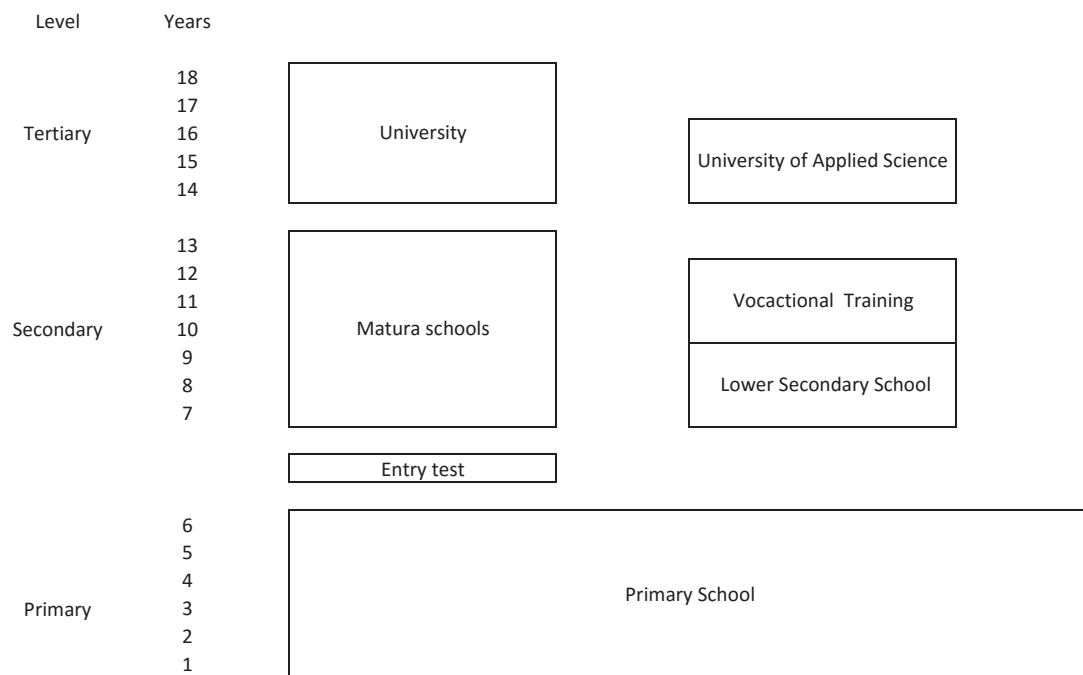 Level Years
18
17
Tertiary 16 University
15 University of Applied Science
14
13
12
11 Vocactional Training
Secondary 10 Matura schools
9
8 Lower Secondary School
7
Entry test
6
5
4 Primary School
Primary 3
2
1